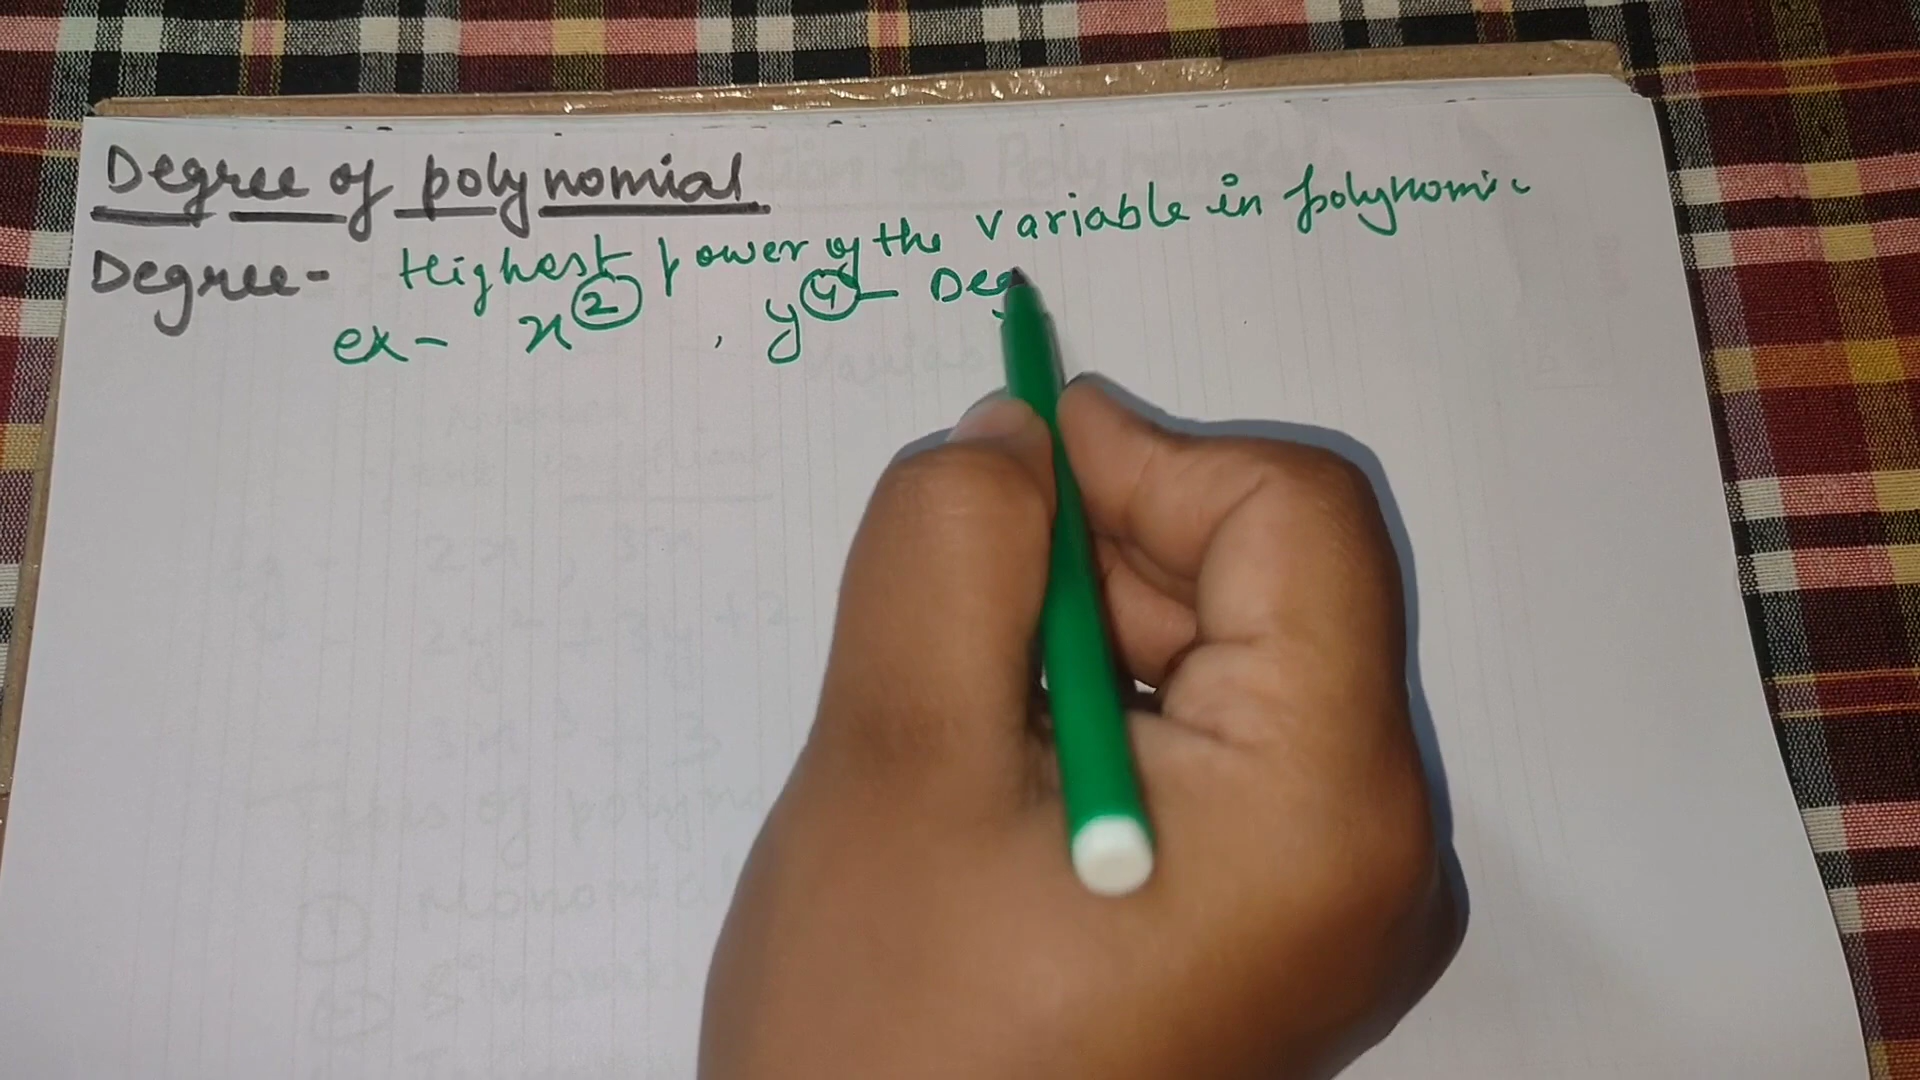 Degree of polynomial
Degree- Highest power of the variable in polynomi
ex- x² , y⁴ - Deg